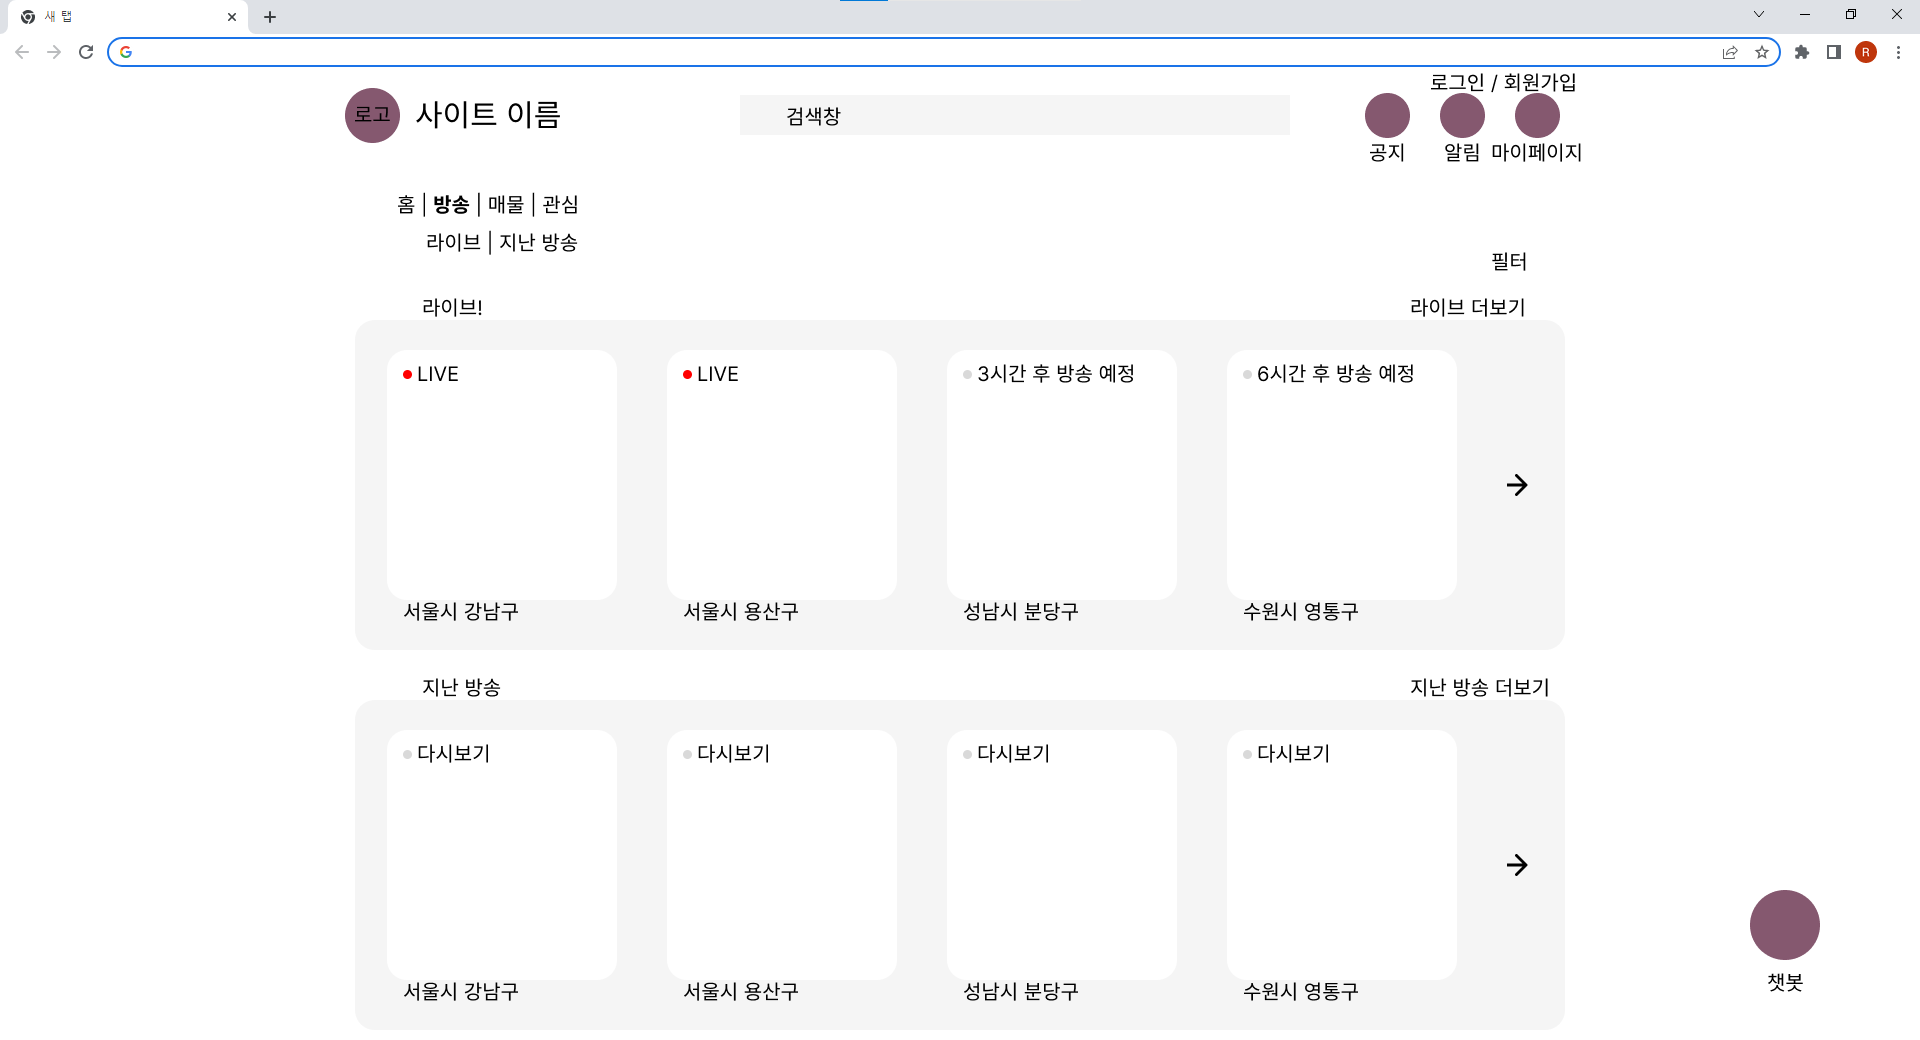 새 탭
R
로그인 / 회원가입
로고 사이트 이름
검색창
공지 알림 마이페이지
홈 | 방송 | 매물 | 관심
라이브 | 지난 방송
필터
라이브!
라이브 더보기
LIVE
LIVE
3시간 후 방송 예정
6시간 후 방송 예정
서울시 강남구
서울시 용산구
성남시 분당구
수원시 영통구
지난 방송
지난 방송 더보기
다시보기
다시보기
다시보기
다시보기
서울시 강남구
서울시 용산구
성남시 분당구
수원시 영통구
챗봇